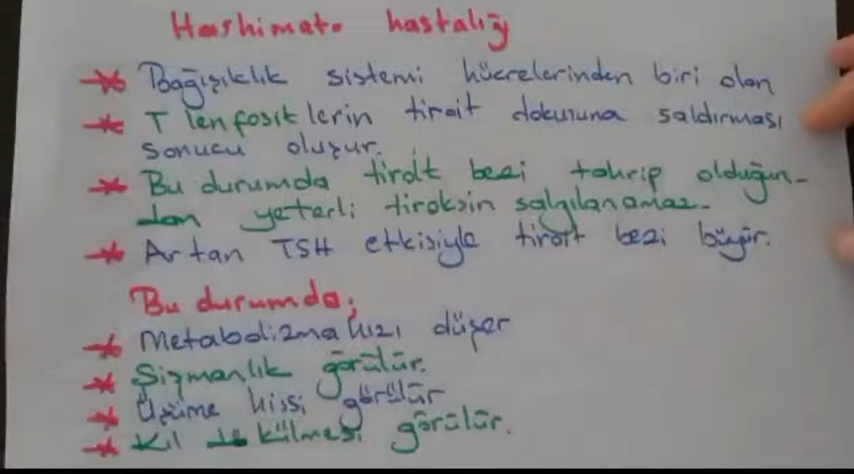 Hashimato hastalığı
* Bağışıklık sistemi hücrelerinden biri olan
* T lenfositlerin tiroit dokusuna saldırması
sonucu oluşur.
* Bu durumda tiroit bezi tahrip olduğun-
dan yeterli tiroksin salgılanamaz.
* Artan TSH etkisiyle tiroit bezi büyür.
Bu durumda;
* Metabolizma hızı düşer
* Şişmanlık görülür.
* Üşüme hissi görülür
* Kıl dökülmesi görülür.